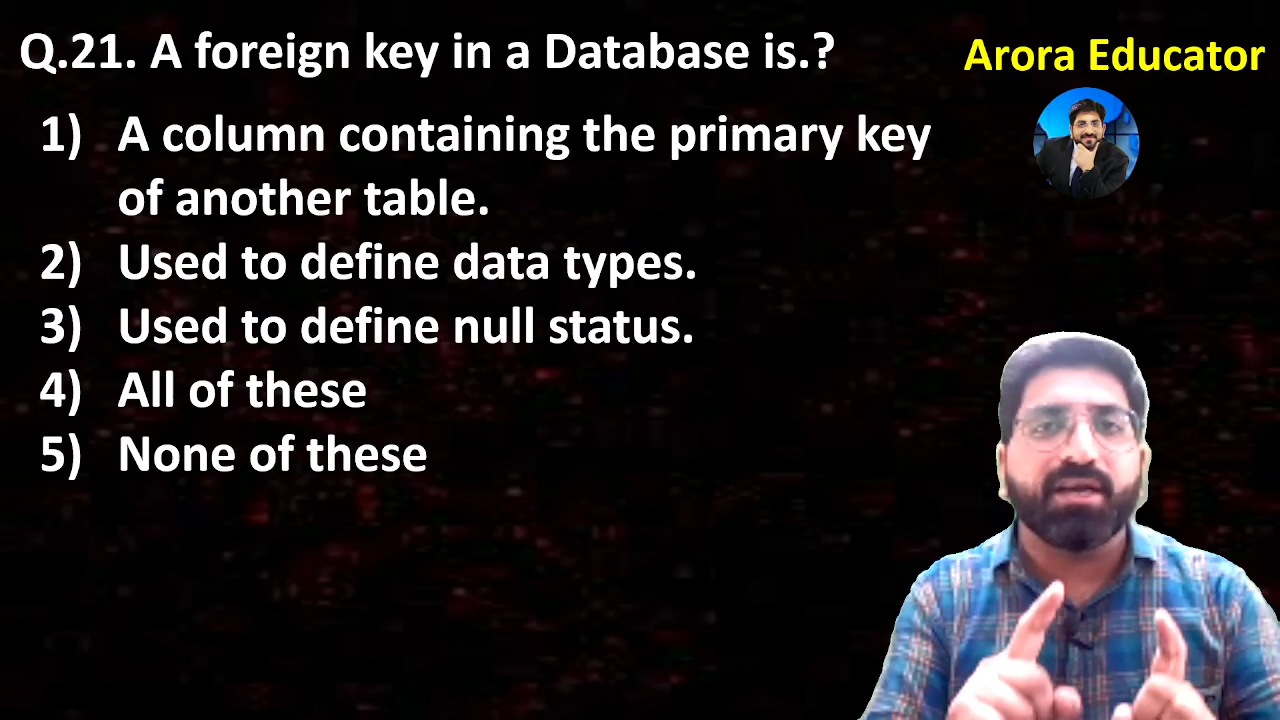 Q.21. A foreign key in a Database is.?
Arora Educator
1) A column containing the primary key
of another table.
2) Used to define data types.
3) Used to define null status.
4) All of these
5) None of these